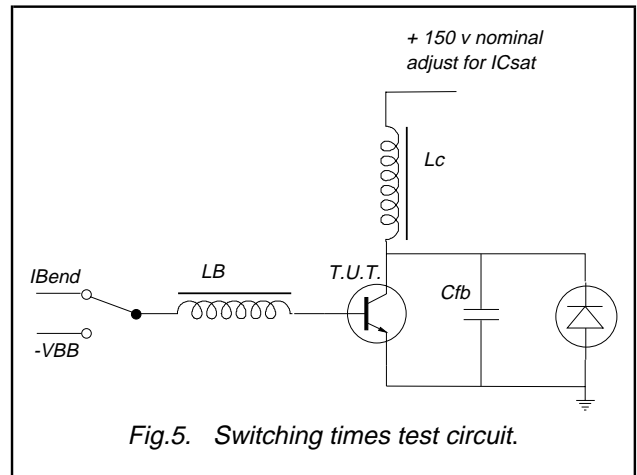 + 150 v nominal
adjust for ICsat
Lc
IBend
LB
T.U.T.
Cfb
-VBB
Fig.5. Switching times test circuit.